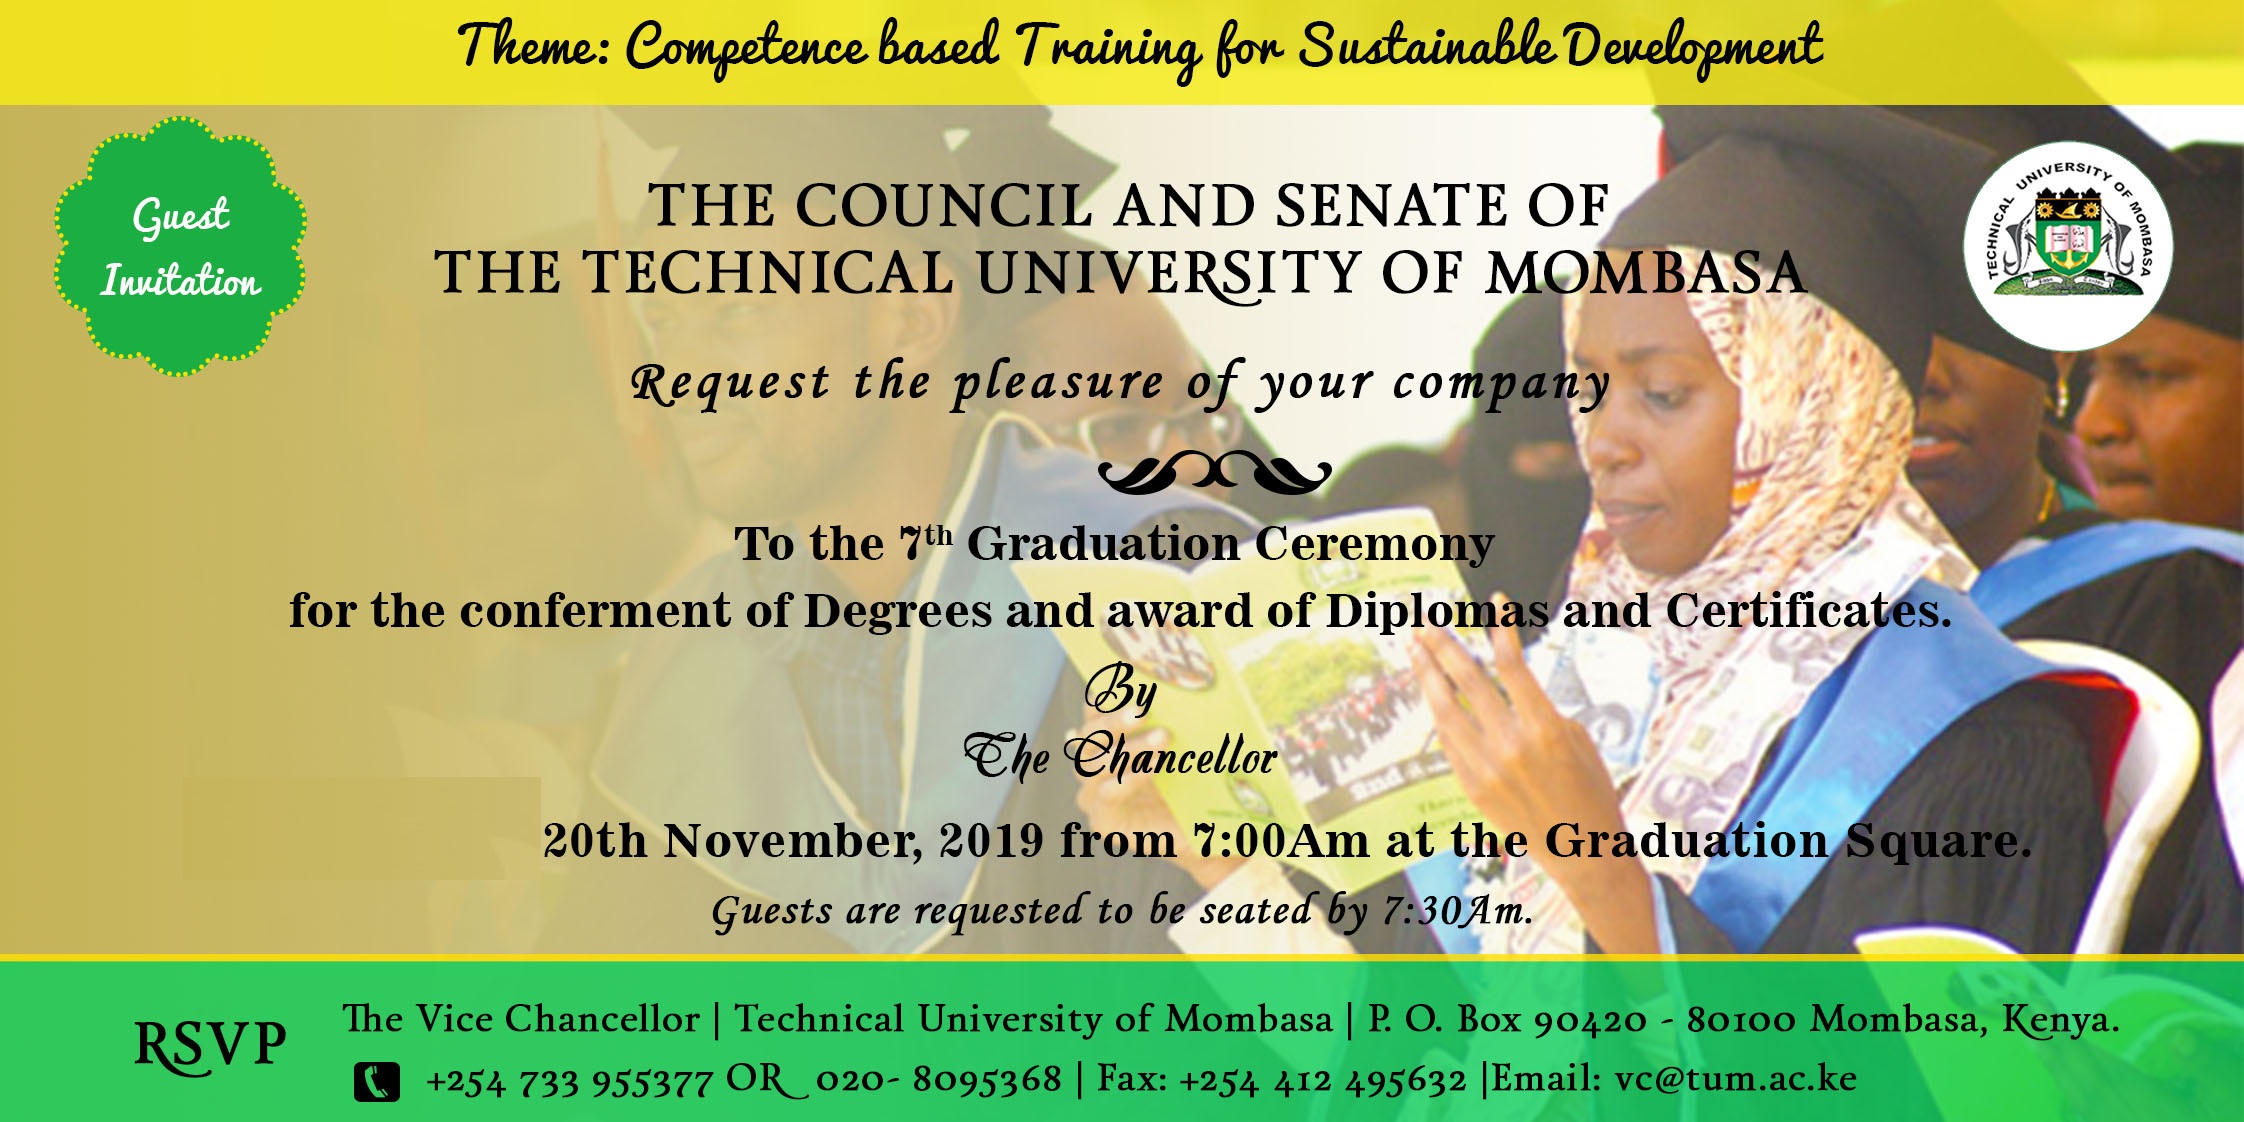 Theme: Competence based Training for Sustainable Development
Guest
Invitation
THE COUNCIL AND SENATE OF
THE TECHNICAL UNIVERSITY OF MOMBASA
TECHNICAL UNIVERSITY OF MOMBASA
Request the pleasure of your company
To the 7th Graduation Ceremony
for the conferment of Degrees and award of Diplomas and Certificates.
By
The Chancellor
20th November, 2019 from 7:00Am at the Graduation Square.
Guests are requested to be seated by 7:30Am.
RSVP
The Vice Chancellor | Technical University of Mombasa | P. O. Box 90420 - 80100 Mombasa, Kenya.
+254 733 955377 OR 020- 8095368 | Fax: +254 412 495632 |Email: vc@tum.ac.ke